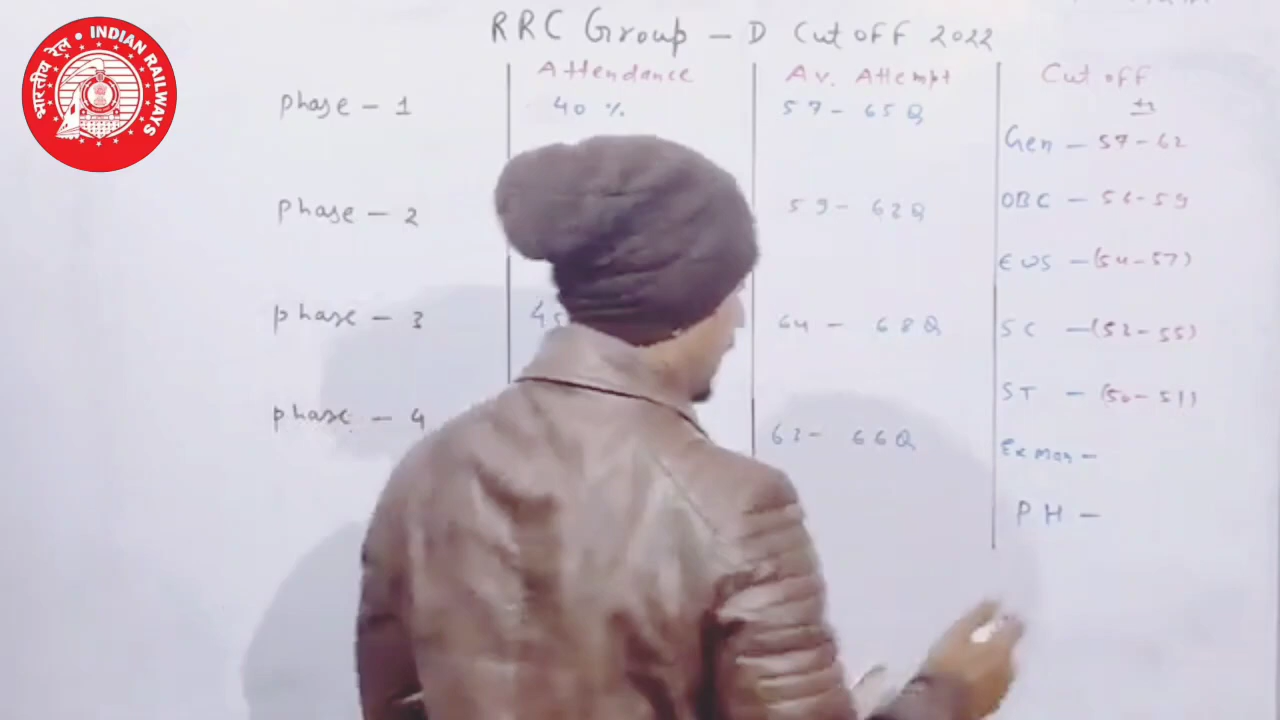 भारतीय रेल INDIAN RAILWAYS
RRC Group - D Cut off 2022
Attendance Av. Attempt Cut off
phase - 1 40 % 57 - 65 Q ±2
Gen - 57 - 62
phase - 2 59 - 62 Q OBC - 56 - 59
EWS - (54 - 57)
phase - 3 45 64 - 68 Q SC - (52 - 55)
ST - (50 - 51)
phase - 4 62 - 66 Q Ex Man -
PH -